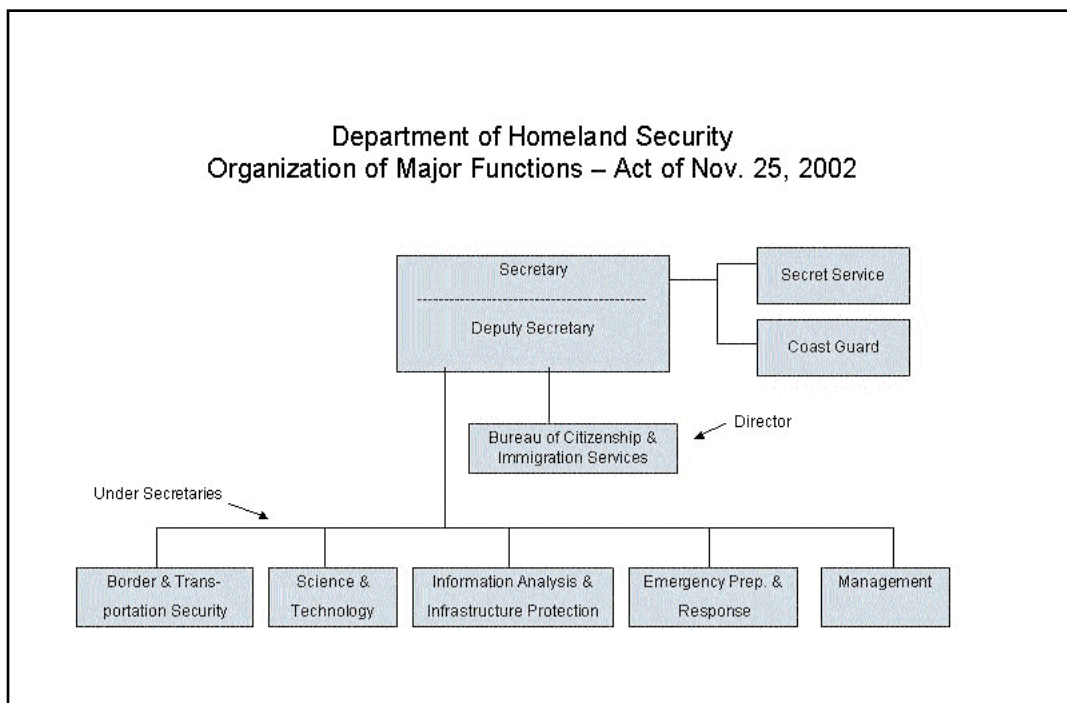 Department of Homeland Security
Organization of Major Functions – Act of Nov. 25, 2002
Secretary
Deputy Secretary
Secret Service
Coast Guard
Director
Bureau of Citizenship &
Immigration Services
Under Secretaries
Border & Trans-
portation Security
Science &
Technology
Information Analysis &
Infrastructure Protection
Emergency Prep. &
Response
Management